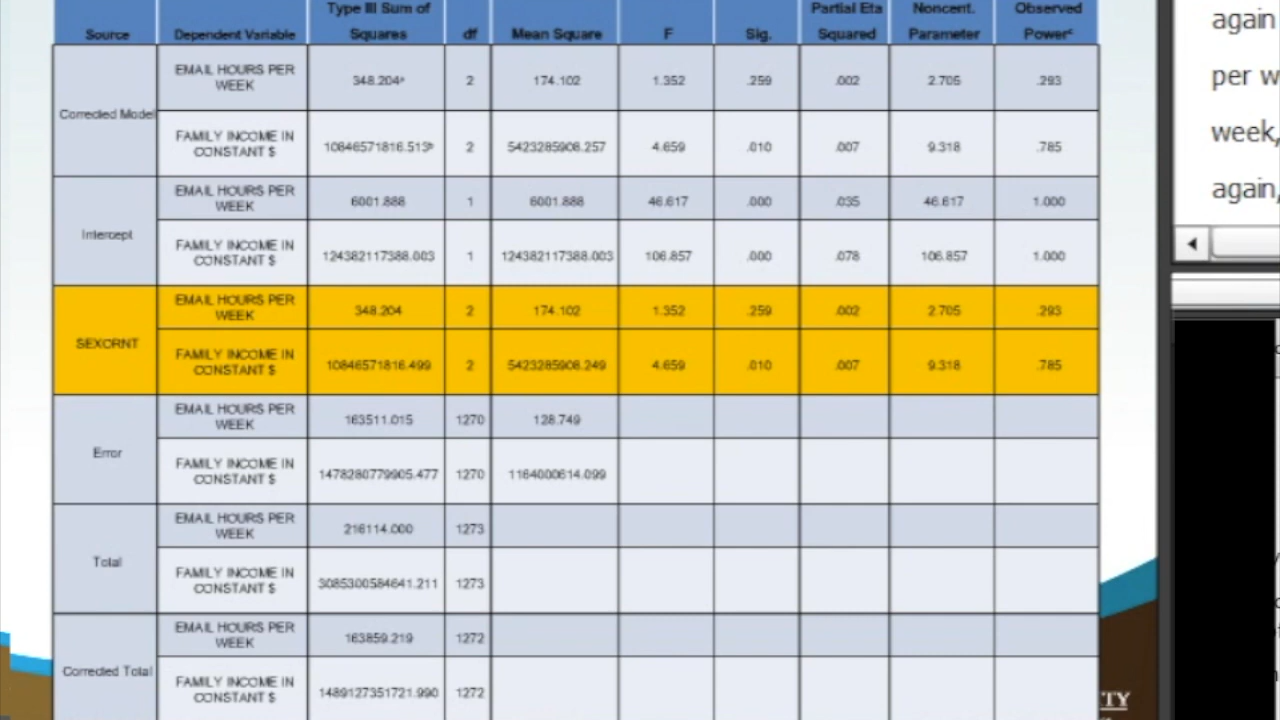 Type III Sum of Partial Eta Noncent. Observed
Source Dependent Variable Squares df Mean Square F Sig. Squared Parameter Powerᶜ
Corrected Model EMAIL HOURS PER WEEK 348.204ᵃ 2 174.102 1.352 .259 .002 2.705 .293
FAMILY INCOME IN CONSTANT $ 10846571816.513ᵇ 2 5423285908.257 4.659 .010 .007 9.318 .785
Intercept EMAIL HOURS PER WEEK 6001.888 1 6001.888 46.617 .000 .035 46.617 1.000
FAMILY INCOME IN CONSTANT $ 124382117388.003 1 124382117388.003 106.857 .000 .078 106.857 1.000
SEXORNT EMAIL HOURS PER WEEK 348.204 2 174.102 1.352 .259 .002 2.705 .293
FAMILY INCOME IN CONSTANT $ 10846571816.499 2 5423285908.249 4.659 .010 .007 9.318 .785
Error EMAIL HOURS PER WEEK 163511.015 1270 128.749
FAMILY INCOME IN CONSTANT $ 1478280779905.477 1270 1164000614.099
Total EMAIL HOURS PER WEEK 216114.000 1273
FAMILY INCOME IN CONSTANT $ 3085300584641.211 1273
Corrected Total EMAIL HOURS PER WEEK 163859.219 1272
FAMILY INCOME IN CONSTANT $ 1489127351721.990 1272
again
per w
week,
again,
TY